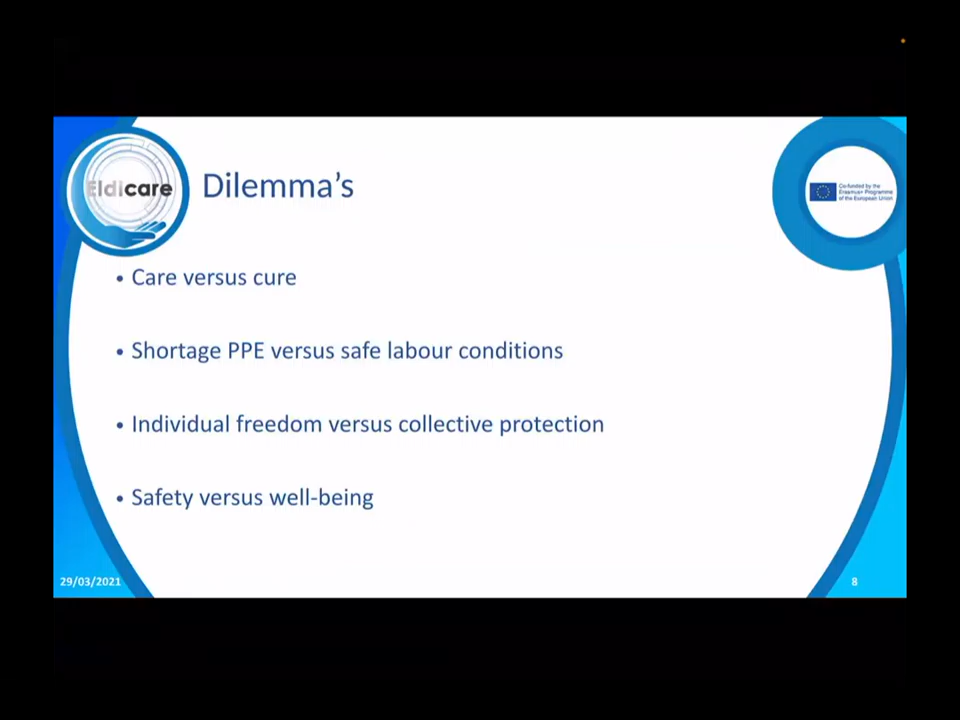 Eldicare
Dilemma's
Co-funded by the
Erasmus+ Programme
of the European Union
• Care versus cure
• Shortage PPE versus safe labour conditions
• Individual freedom versus collective protection
• Safety versus well-being
29/03/2021
8